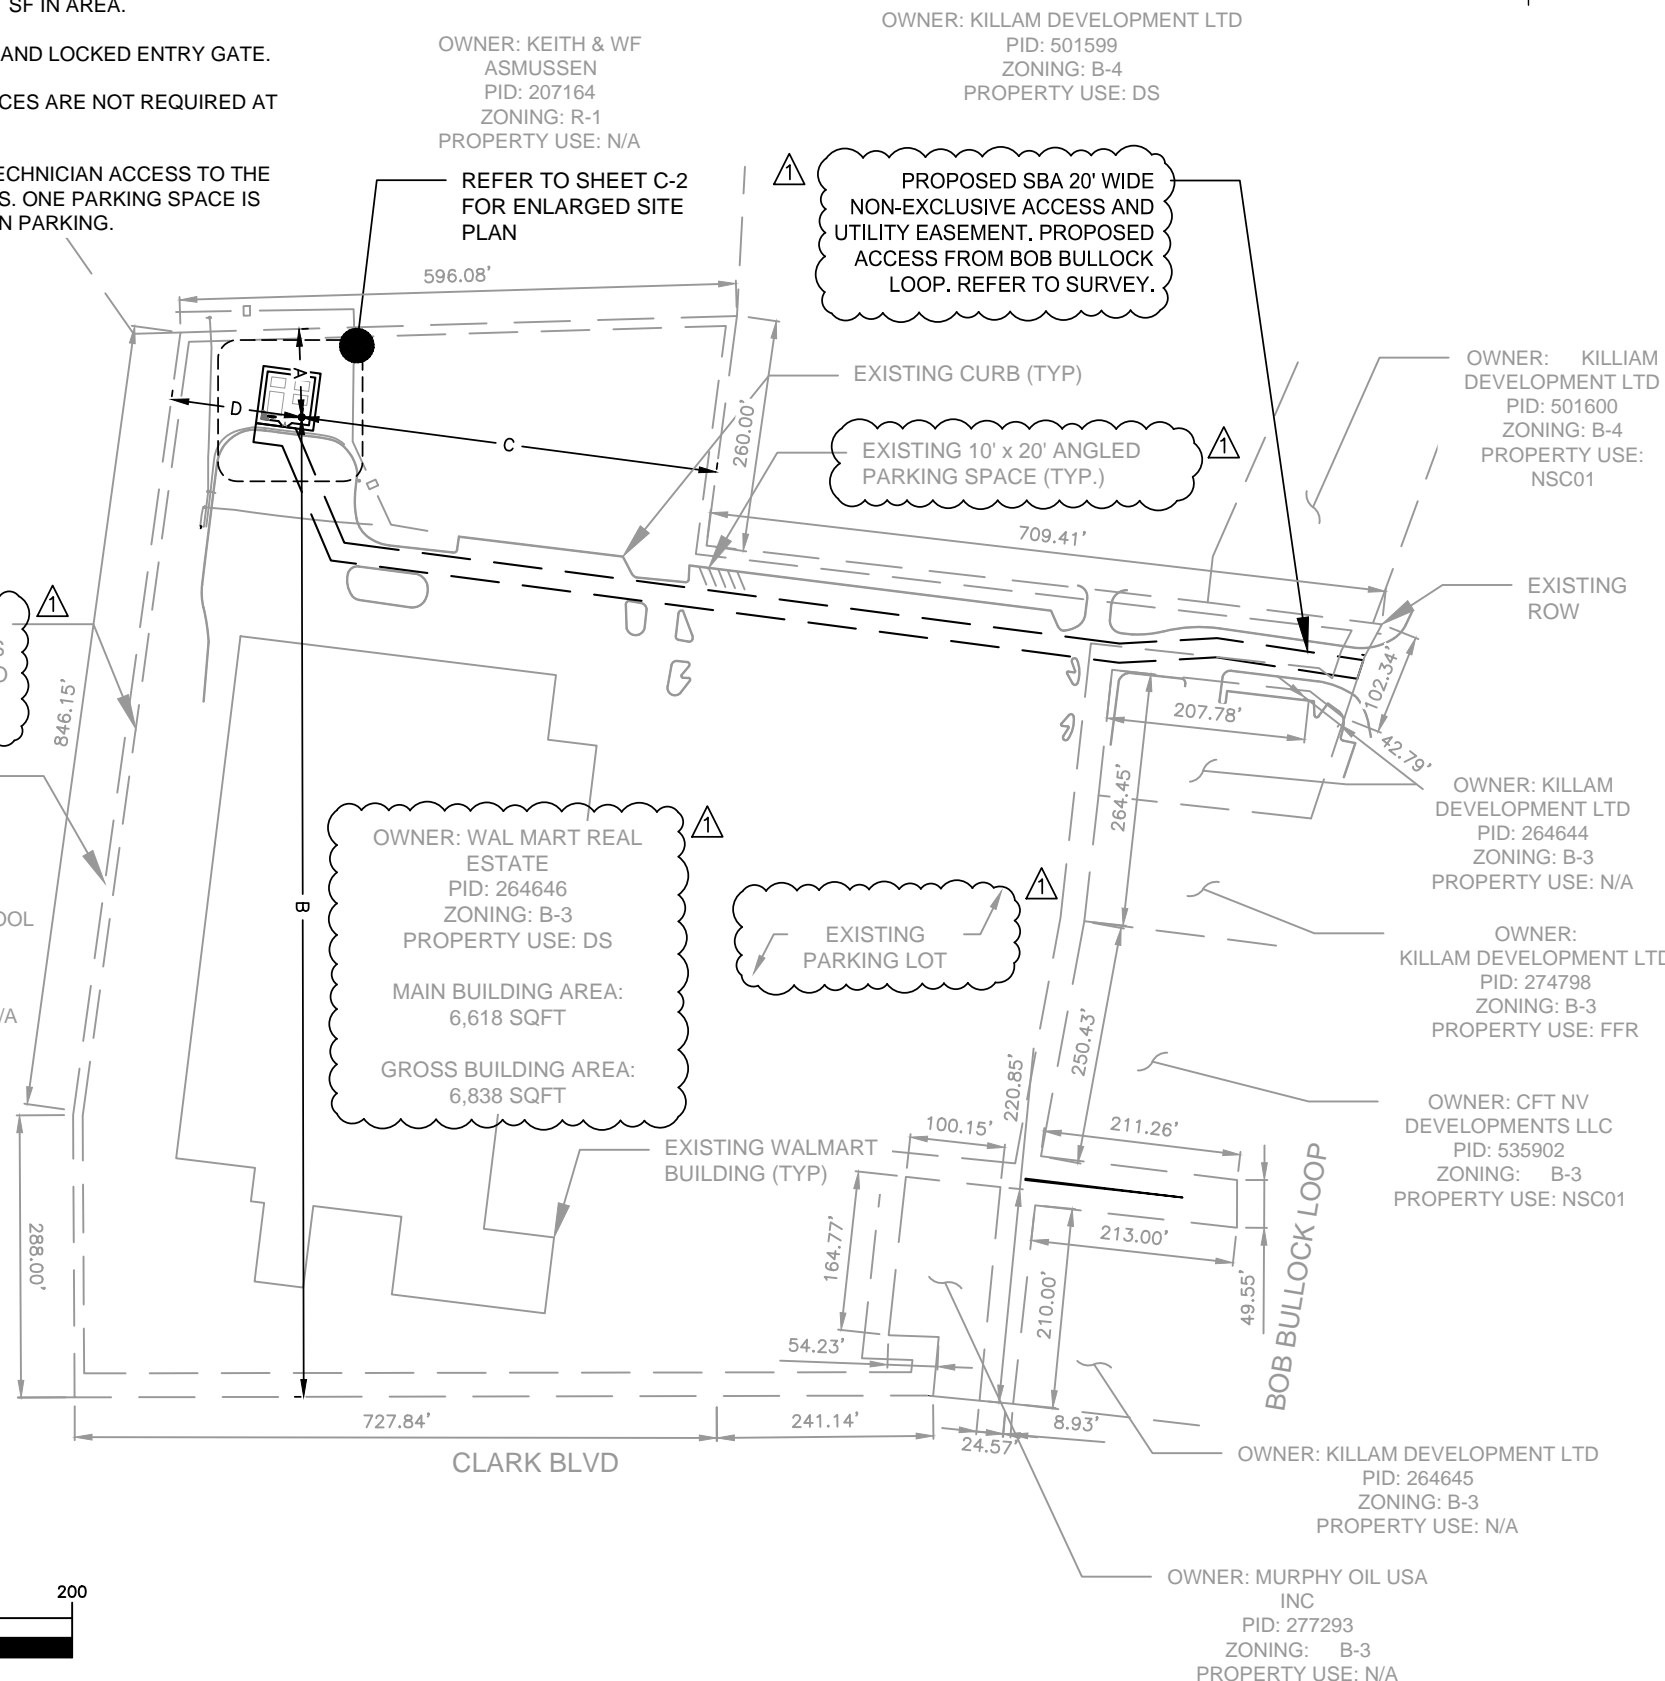 SF IN AREA.
AND LOCKED ENTRY GATE.
CES ARE NOT REQUIRED AT
ECHNICIAN ACCESS TO THE
S. ONE PARKING SPACE IS
N PARKING.
OWNER: KEITH & WF
ASMUSSEN
PID: 207164
ZONING: R-1
PROPERTY USE: N/A
OWNER: KILLAM DEVELOPMENT LTD
PID: 501599
ZONING: B-4
PROPERTY USE: DS
REFER TO SHEET C-2
FOR ENLARGED SITE
PLAN
1
PROPOSED SBA 20' WIDE
NON-EXCLUSIVE ACCESS AND
UTILITY EASEMENT. PROPOSED
ACCESS FROM BOB BULLOCK
LOOP. REFER TO SURVEY.
596.08'
A
D
C
260.00'
EXISTING CURB (TYP)
EXISTING 10' x 20' ANGLED
PARKING SPACE (TYP.)
1
709.41'
OWNER: KILLIAM
DEVELOPMENT LTD
PID: 501600
ZONING: B-4
PROPERTY USE:
NSC01
EXISTING
ROW
102.34'
207.78'
42.79'
1
846.15'
264.45'
OWNER: KILLAM
DEVELOPMENT LTD
PID: 264644
ZONING: B-3
PROPERTY USE: N/A
OWNER: WAL MART REAL
ESTATE
PID: 264646
ZONING: B-3
PROPERTY USE: DS
MAIN BUILDING AREA:
6,618 SQFT
GROSS BUILDING AREA:
6,838 SQFT
1
B
EXISTING
PARKING LOT
1
OOL
/A
OWNER:
KILLAM DEVELOPMENT LTD
PID: 274798
ZONING: B-3
PROPERTY USE: FFR
250.43'
220.85'
OWNER: CFT NV
DEVELOPMENTS LLC
PID: 535902
ZONING: B-3
PROPERTY USE: NSC01
EXISTING WALMART
BUILDING (TYP)
100.15'
211.26'
164.77'
213.00'
49.55'
210.00'
288.00'
54.23'
BOB BULLOCK LOOP
727.84'
241.14'
24.57'
8.93'
CLARK BLVD
OWNER: KILLAM DEVELOPMENT LTD
PID: 264645
ZONING: B-3
PROPERTY USE: N/A
OWNER: MURPHY OIL USA
INC
PID: 277293
ZONING: B-3
PROPERTY USE: N/A
200